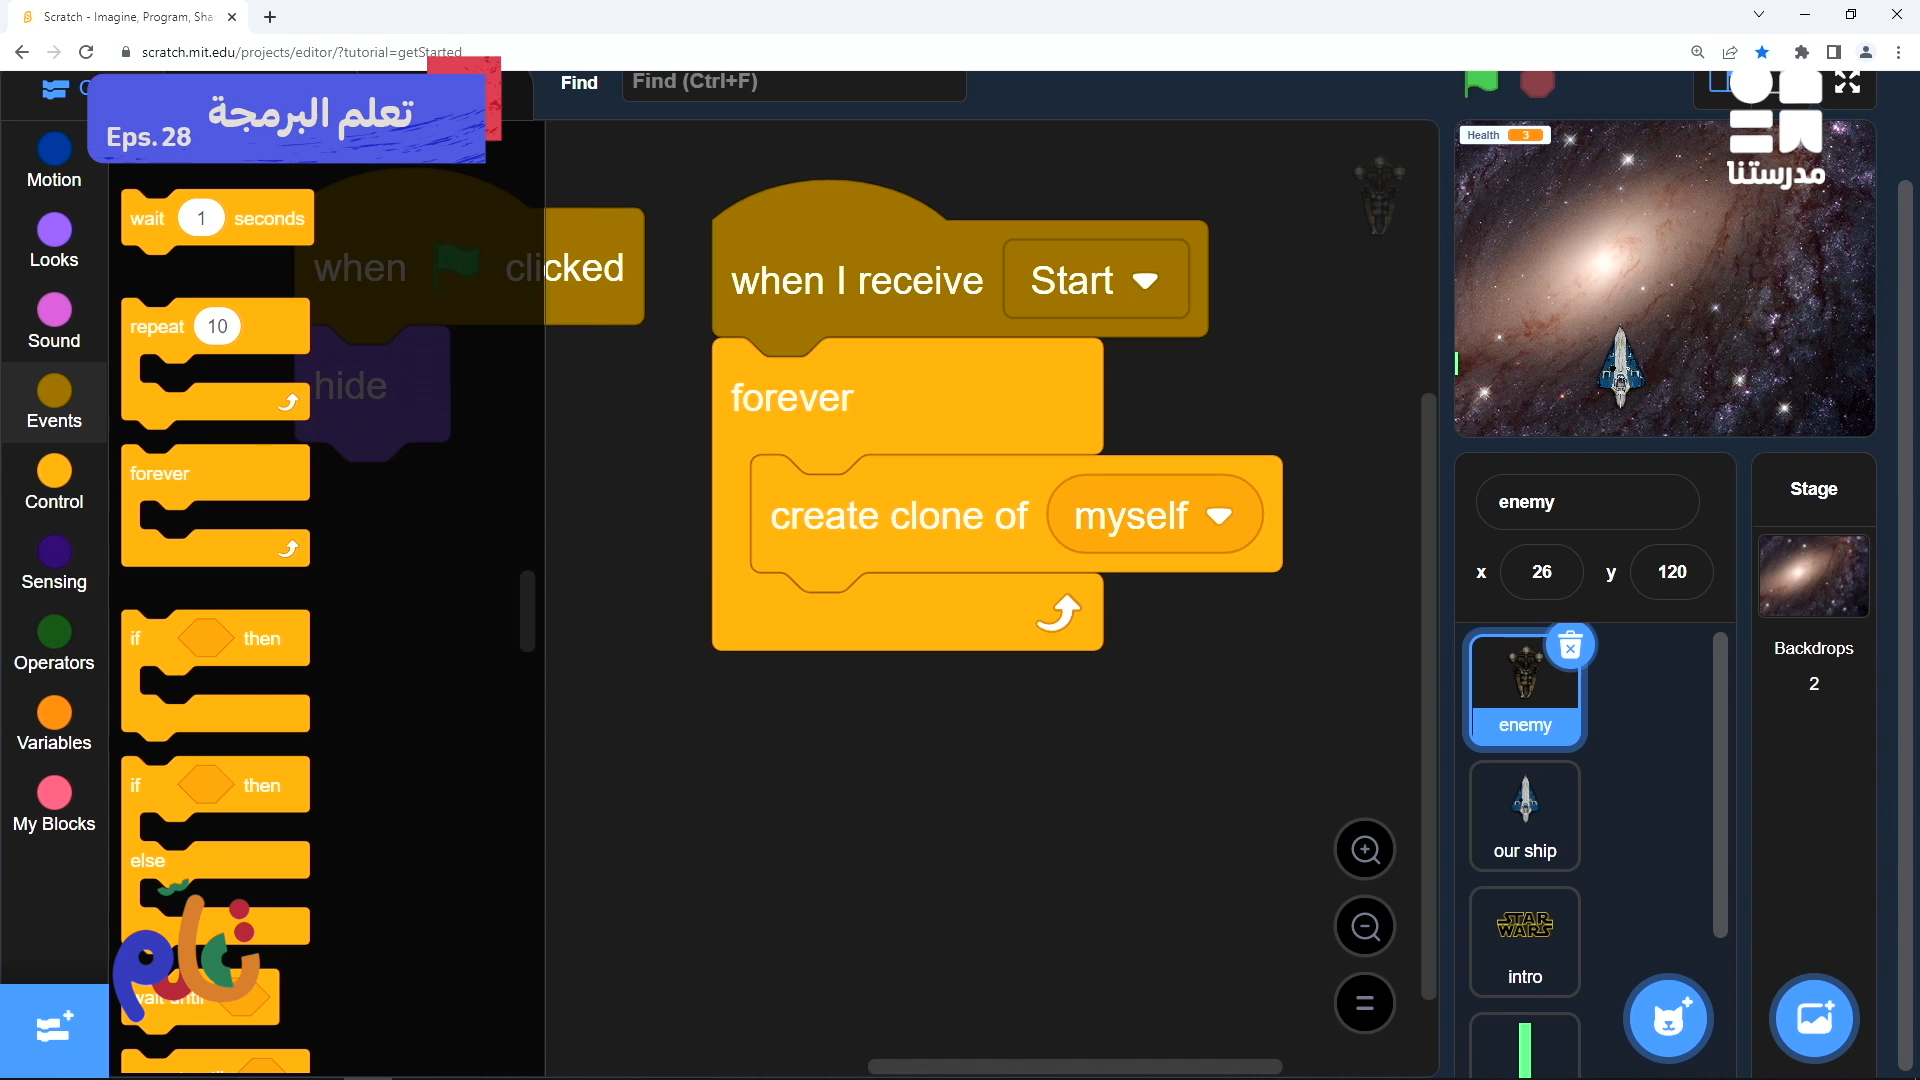 Scratch - Imagine, Program, Sha
scratch.mit.edu/projects/editor/?tutorial=getStarted
Find
Find (Ctrl+F)
تعلم البرمجة
Eps. 28
Health 3
مدرستنا
Motion
Looks
Sound
Events
Control
Sensing
Operators
Variables
My Blocks
wait 1 seconds
repeat 10
forever
if then
if then
else
wait until
when clicked
hide
when I receive Start
forever
create clone of myself
enemy
x 26 y 120
enemy
our ship
intro
STAR WARS
Stage
Backdrops
2